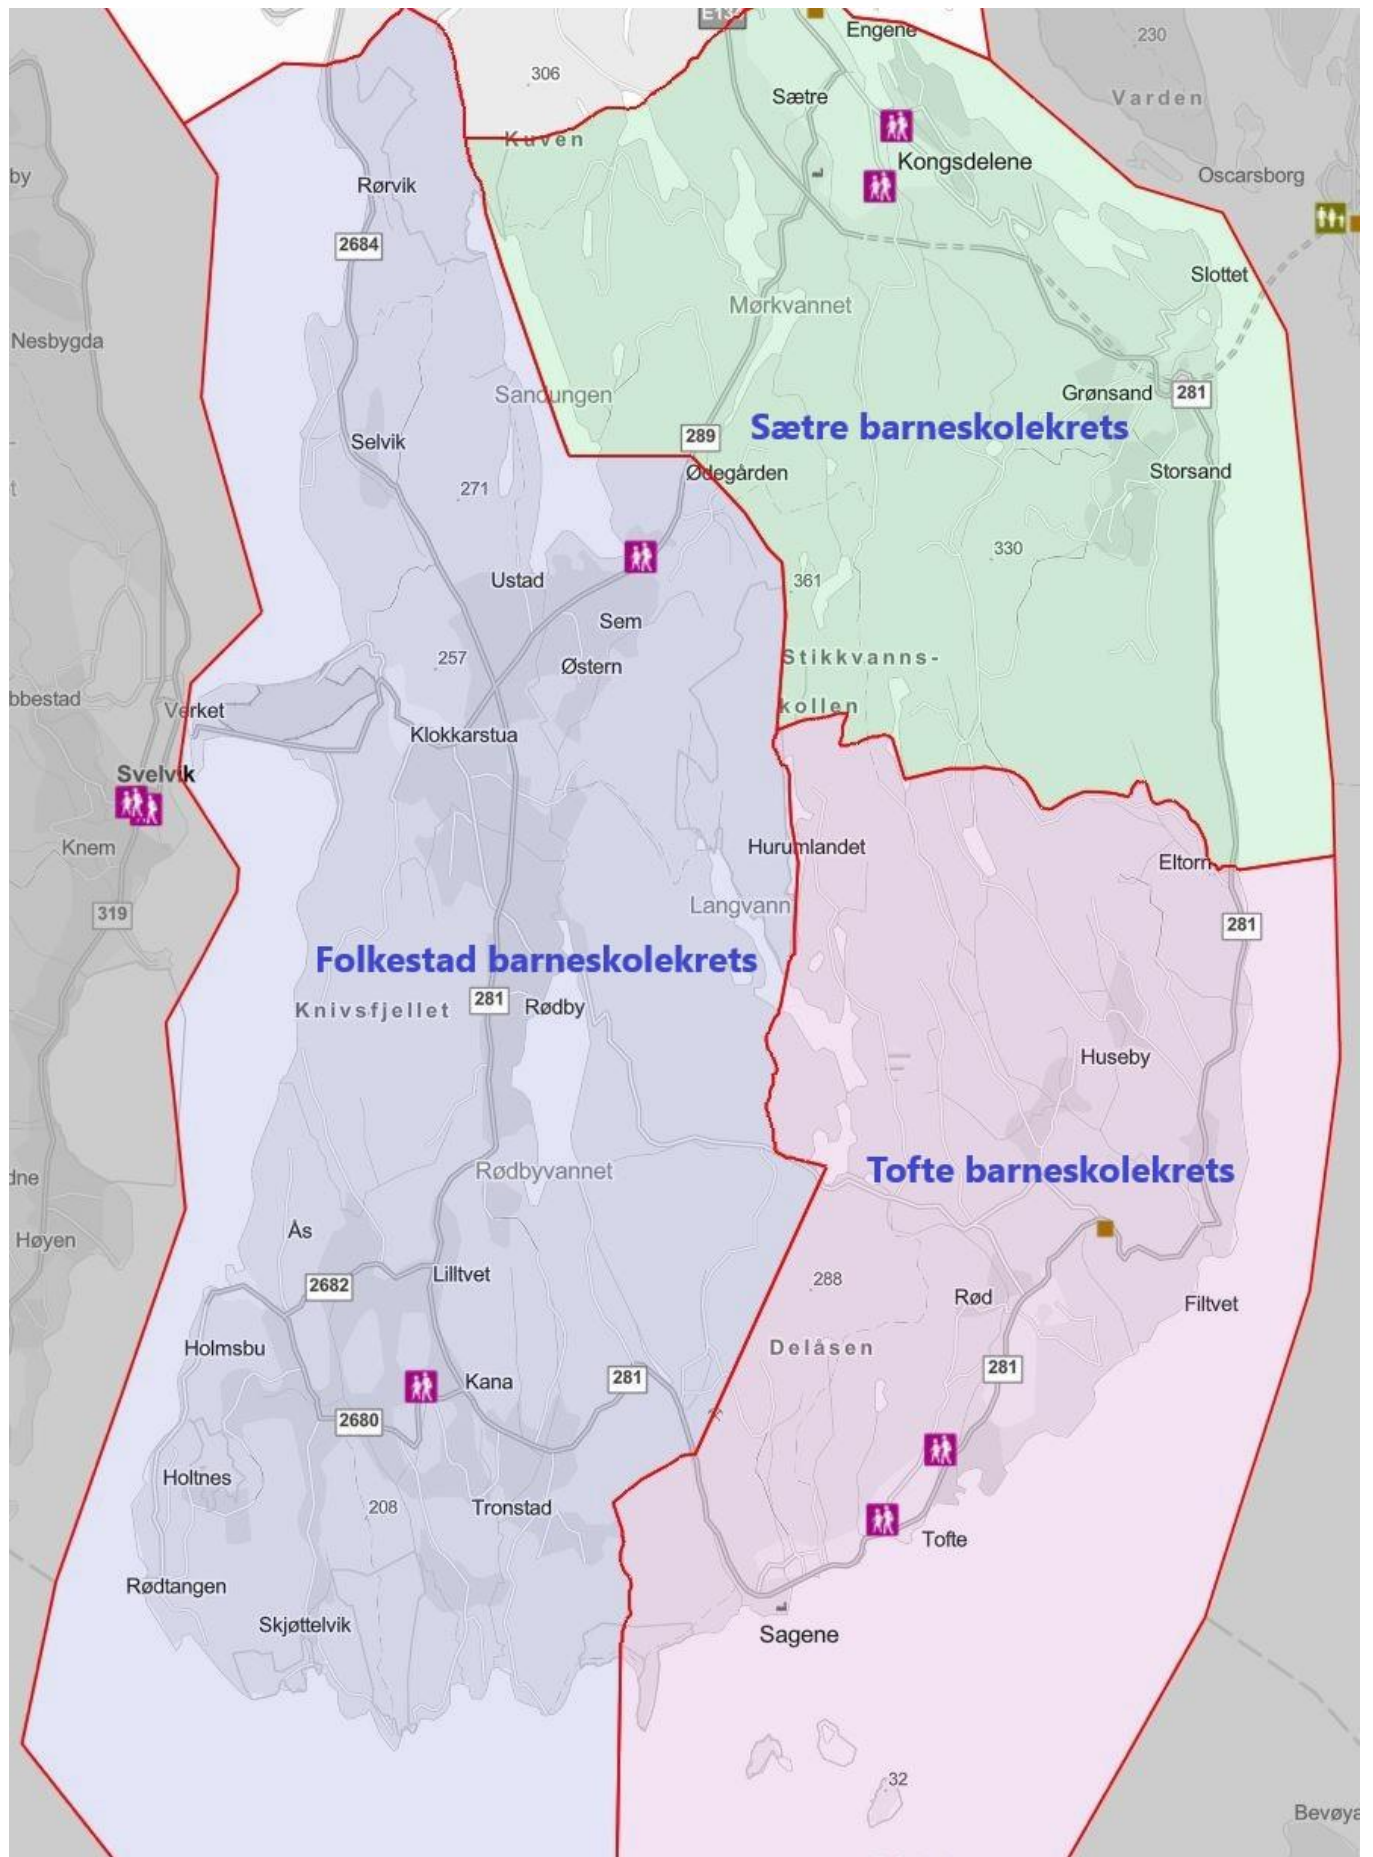 E134
Engene
230
306
Sætre
Varden
Kuven
Kongsdelene
Oscarsborg
by
Rørvik
2684
Slottet
Mørkvannet
Nesbygda
Sandungen
Grønsand
281
Sætre barneskolekrets
289
Selvik
Ødegården
Storsand
271
330
Ustad
361
Sem
257
Østern
Stikkvanns-
kollen
bbestad
Verket
Klokkarstua
Svelvik
Knem
Hurumlandet
Eltorn
319
Langvann
281
Folkestad barneskolekrets
281
Rødby
Knivsfjellet
Huseby
Rødbyvannet
Tofte barneskolekrets
dne
Ås
Høyen
2682
Lilltvet
288
Rød
Filtvet
Holmsbu
Delåsen
281
Kana
281
2680
Holtnes
208
Tronstad
Tofte
Rødtangen
Skjøttelvik
Sagene
32
Bevøya